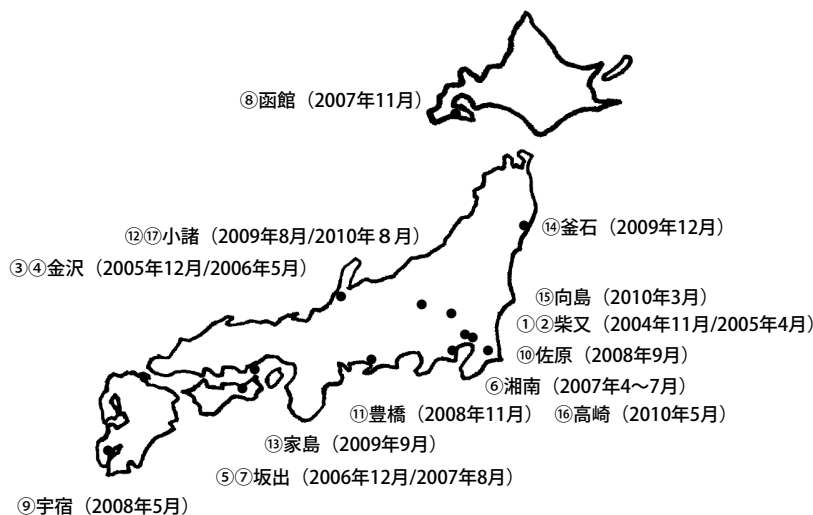 ⑧函館（2007年11月）
⑫⑰小諸（2009年8月/2010年８月）
⑭釜石（2009年12月）
③④金沢（2005年12月/2006年5月）
⑮向島（2010年3月）
①②柴又（2004年11月/2005年4月）
⑩佐原（2008年9月）
⑥湘南（2007年4〜7月）
⑪豊橋（2008年11月）
⑯高崎（2010年5月）
⑬家島（2009年9月）
⑤⑦坂出（2006年12月/2007年8月）
⑨宇宿（2008年5月）